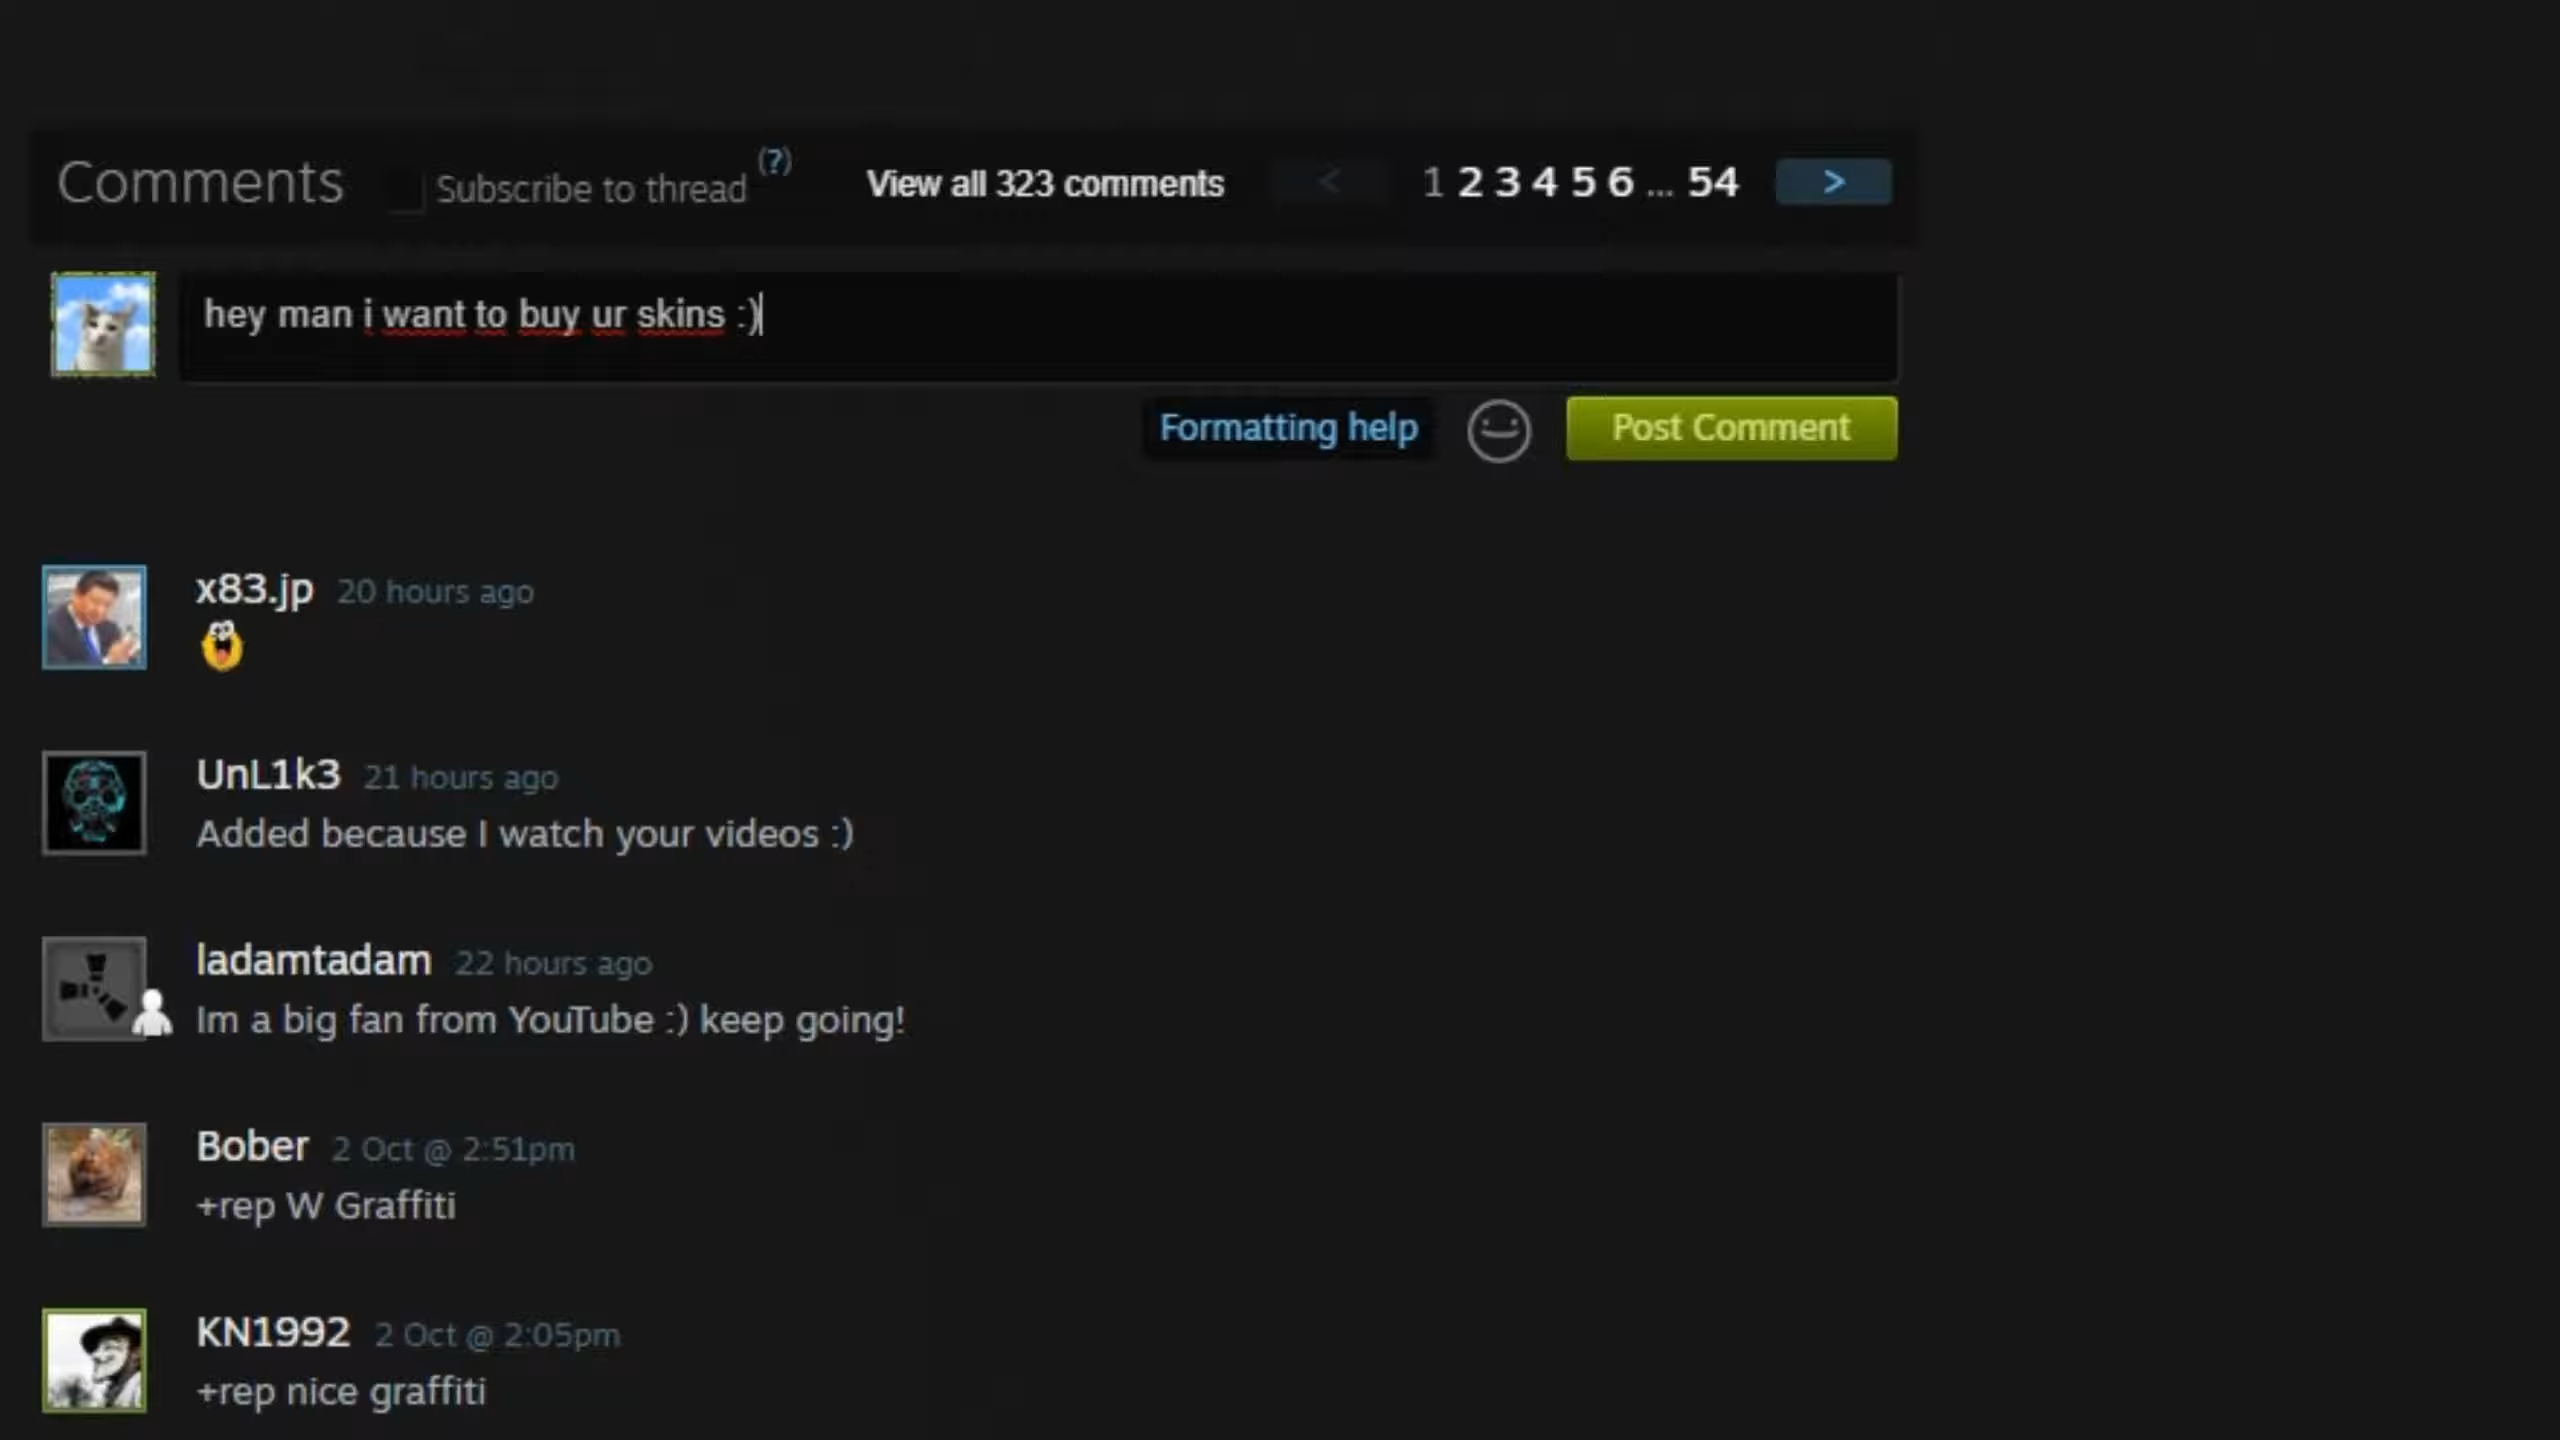 Comments Subscribe to thread (?) View all 323 comments < 1 2 3 4 5 6 ... 54 >
hey man i want to buy ur skins :)
Formatting help Post Comment
x83.jp 20 hours ago
UnL1k3 21 hours ago
Added because I watch your videos :)
ladamtadam 22 hours ago
Im a big fan from YouTube :) keep going!
Bober 2 Oct @ 2:51pm
+rep W Graffiti
KN1992 2 Oct @ 2:05pm
+rep nice graffiti